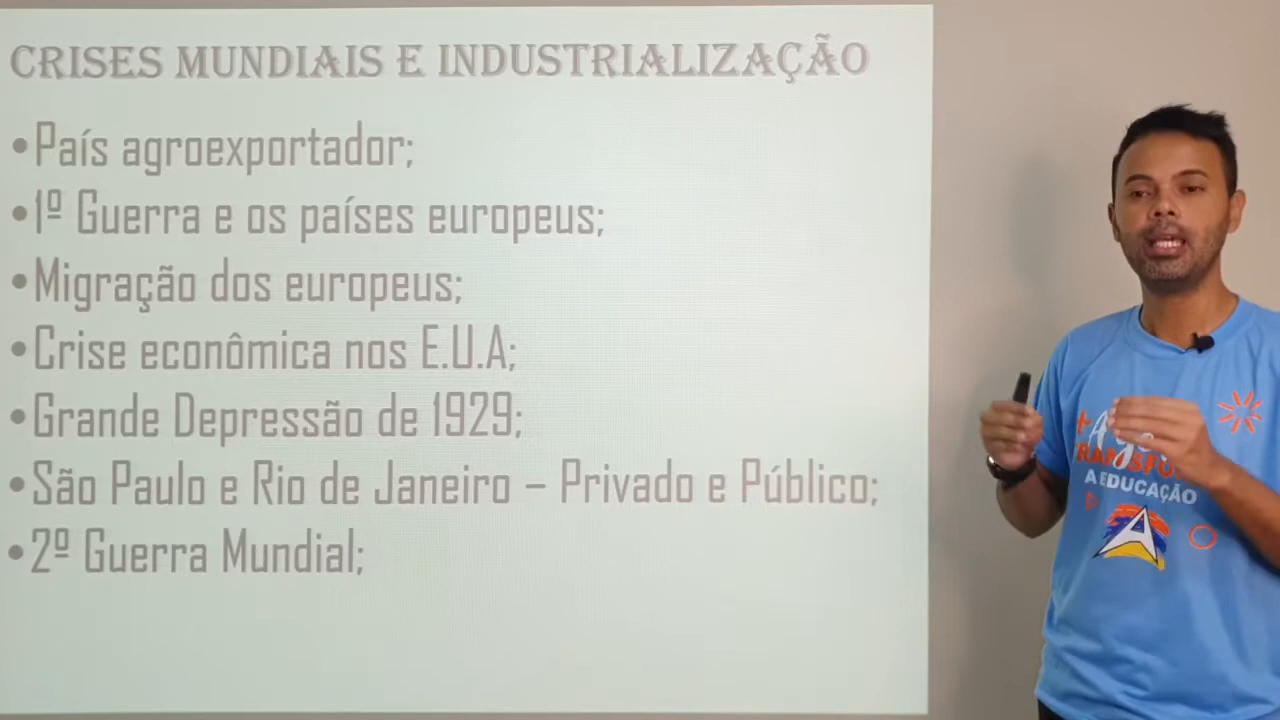 CRISES MUNDIAIS E INDUSTRIALIZAÇÃO
•País agroexportador;
•1º Guerra e os países europeus;
•Migração dos europeus;
•Crise econômica nos E.U.A;
•Grande Depressão de 1929;
•São Paulo e Rio de Janeiro – Privado e Público;
•2º Guerra Mundial;
A EDUCAÇÃO